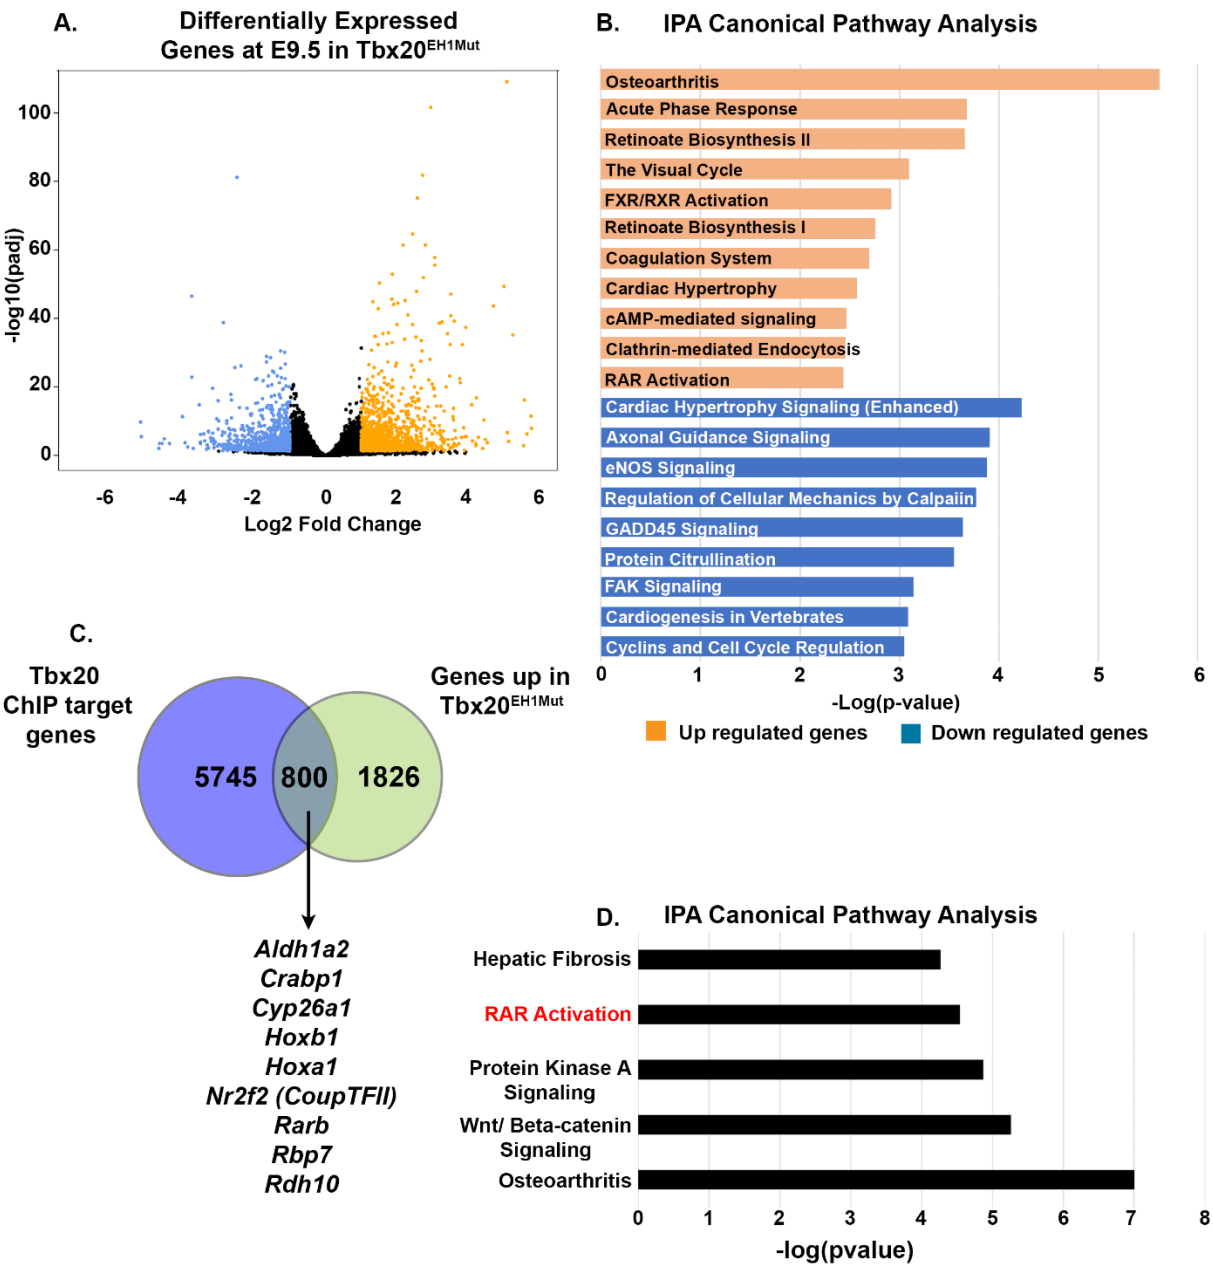 A.
Differentially Expressed
Genes at E9.5 in Tbx20EH1Mut
-log10(padj)
100
80
60
40
20
0
-6 -4 -2 0 2 4 6
Log2 Fold Change
B.
IPA Canonical Pathway Analysis
Osteoarthritis
Acute Phase Response
Retinoate Biosynthesis II
The Visual Cycle
FXR/RXR Activation
Retinoate Biosynthesis I
Coagulation System
Cardiac Hypertrophy
cAMP-mediated signaling
Clathrin-mediated Endocytosis
RAR Activation
Cardiac Hypertrophy Signaling (Enhanced)
Axonal Guidance Signaling
eNOS Signaling
Regulation of Cellular Mechanics by Calpaiin
GADD45 Signaling
Protein Citrullination
FAK Signaling
Cardiogenesis in Vertebrates
Cyclins and Cell Cycle Regulation
0 1 2 3 4 5 6
-Log(p-value)
Up regulated genes
Down regulated genes
C.
Tbx20
ChIP target
genes
Genes up in
Tbx20EH1Mut
5745 800 1826
Aldh1a2
Crabp1
Cyp26a1
Hoxb1
Hoxa1
Nr2f2 (CoupTFII)
Rarb
Rbp7
Rdh10
D.
IPA Canonical Pathway Analysis
Hepatic Fibrosis
RAR Activation
Protein Kinase A
Signaling
Wnt/ Beta-catenin
Signaling
Osteoarthritis
0 1 2 3 4 5 6 7 8
-log(pvalue)